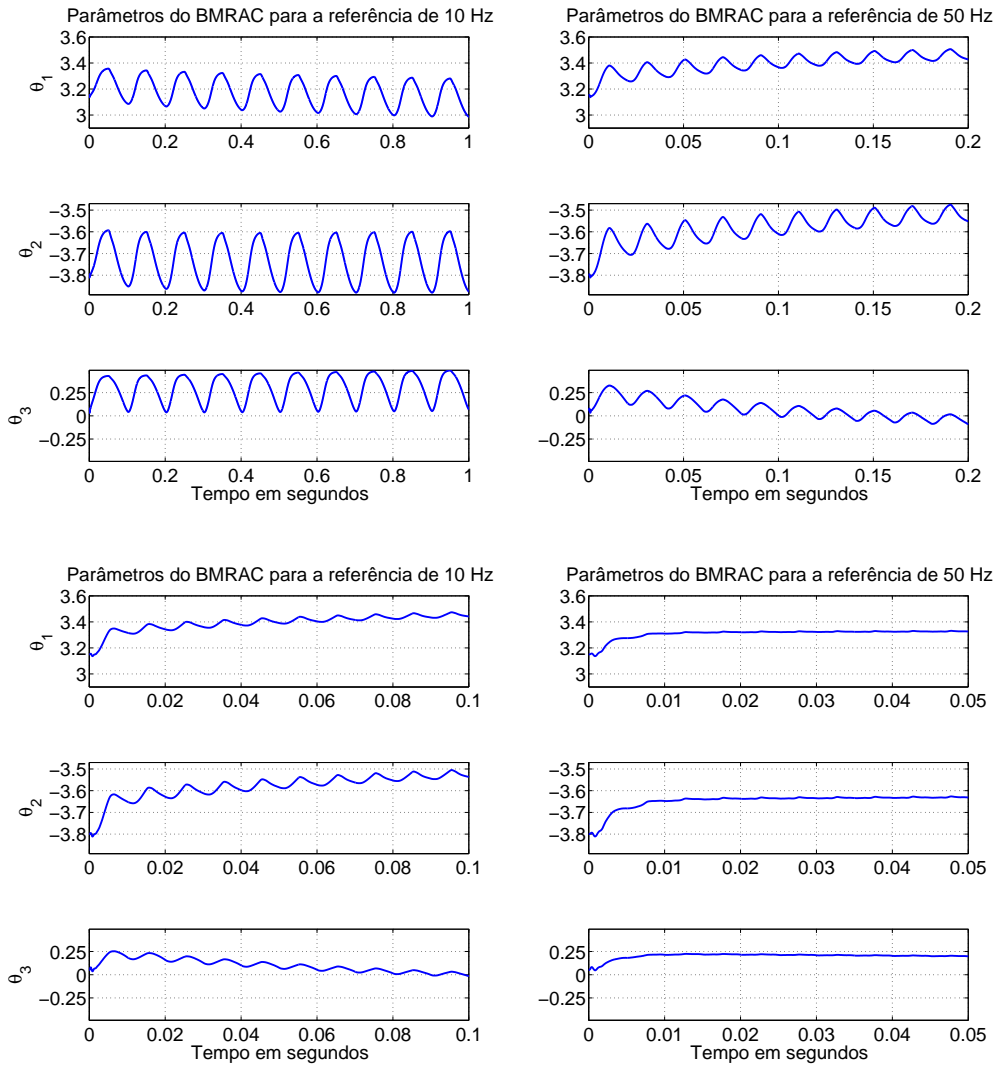 Parâmetros do BMRAC para a referência de 10 Hz
3.6
3.4
3.2
3
θ1
0 0.2 0.4 0.6 0.8 1
−3.5
−3.6
−3.7
−3.8
θ2
0 0.2 0.4 0.6 0.8 1
0.25
0
−0.25
θ3
0 0.2 0.4 0.6 0.8 1
Tempo em segundos
Parâmetros do BMRAC para a referência de 50 Hz
3.6
3.4
3.2
3
0 0.05 0.1 0.15 0.2
−3.5
−3.6
−3.7
−3.8
0 0.05 0.1 0.15 0.2
0.25
0
−0.25
0 0.05 0.1 0.15 0.2
Tempo em segundos
Parâmetros do BMRAC para a referência de 10 Hz
3.6
3.4
3.2
3
θ1
0 0.02 0.04 0.06 0.08 0.1
−3.5
−3.6
−3.7
−3.8
θ2
0 0.02 0.04 0.06 0.08 0.1
0.25
0
−0.25
θ3
0 0.02 0.04 0.06 0.08 0.1
Tempo em segundos
Parâmetros do BMRAC para a referência de 50 Hz
3.6
3.4
3.2
3
0 0.01 0.02 0.03 0.04 0.05
−3.5
−3.6
−3.7
−3.8
0 0.01 0.02 0.03 0.04 0.05
0.25
0
−0.25
0 0.01 0.02 0.03 0.04 0.05
Tempo em segundos